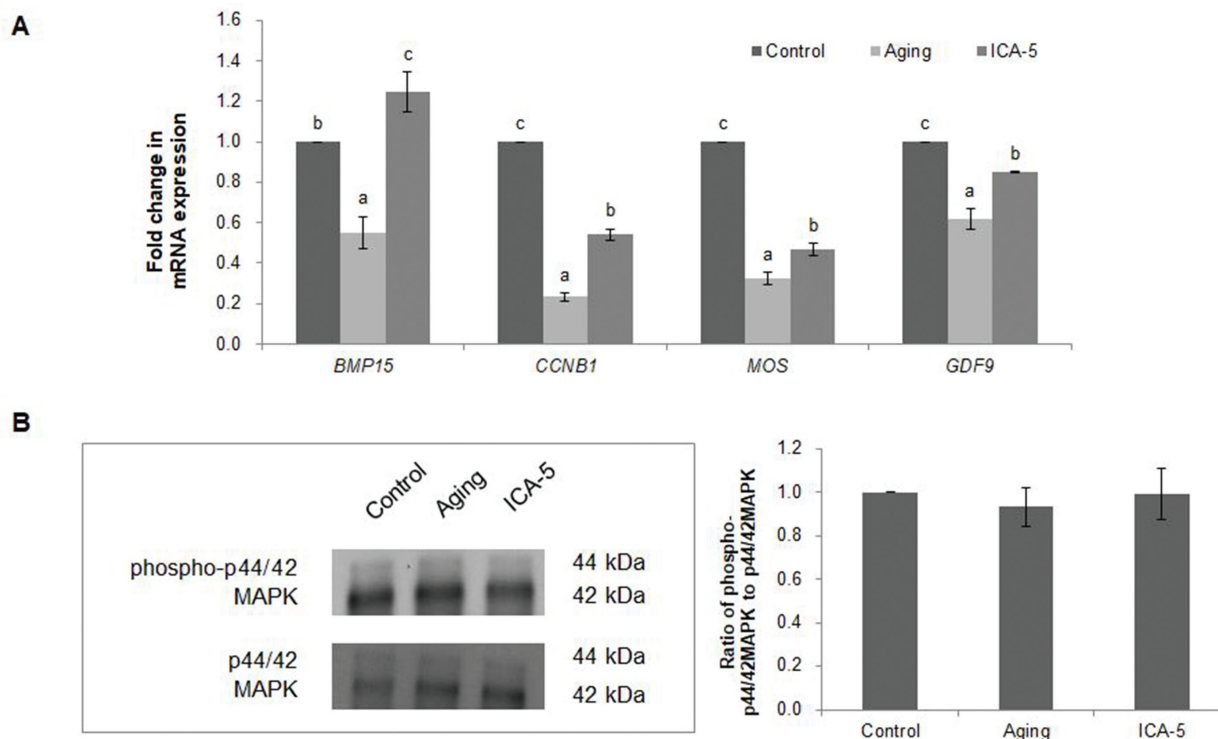 A
1.6
1.4
1.2
1.0
0.8
0.6
0.4
0.2
0.0
Fold change in
mRNA expression
Control Aging ICA-5
b a c
c a b
c a b
c a b
BMP15 CCNB1 MOS GDF9
B
Control Aging ICA-5
phospho-p44/42
MAPK
44 kDa
42 kDa
p44/42
MAPK
44 kDa
42 kDa
Ratio of phospho-
p44/42MAPK to p44/42MAPK
1.2
1.0
0.8
0.6
0.4
0.2
0.0
Control Aging ICA-5